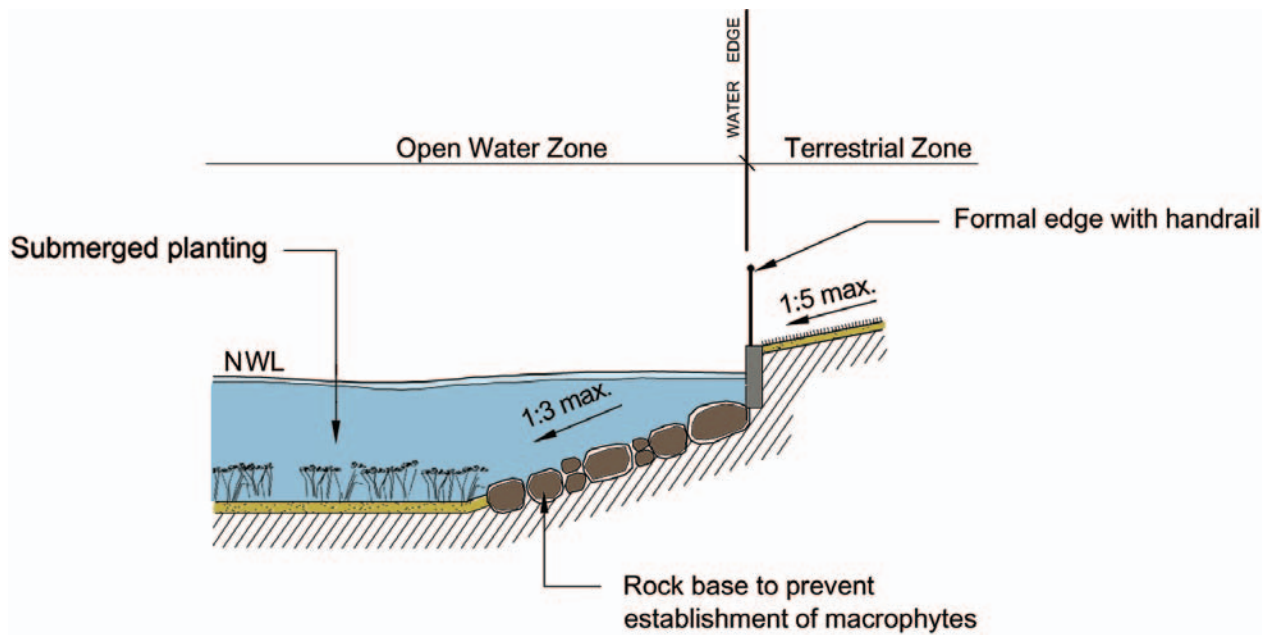 WATER EDGE
Open Water Zone
Terrestrial Zone
Formal edge with handrail
Submerged planting
1:5 max.
NWL
1:3 max.
Rock base to prevent
establishment of macrophytes